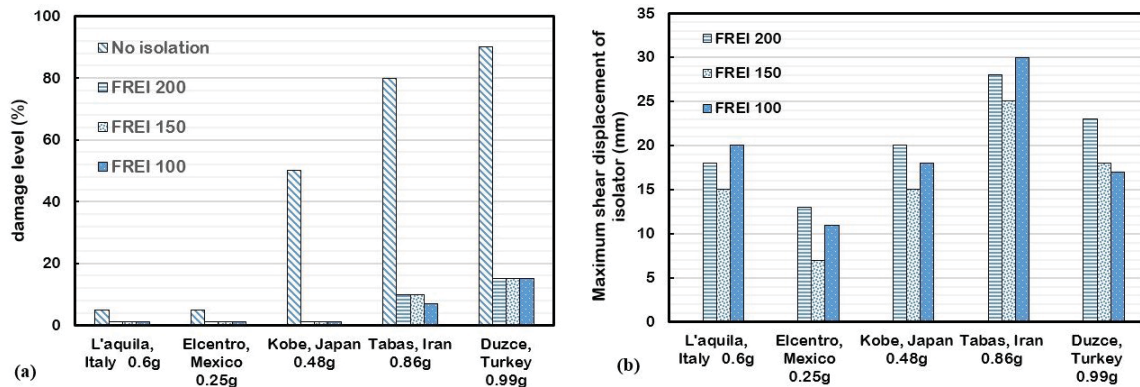 100
80
60
40
20
0
damage level (%)
No isolation
FREI 200
FREI 150
FREI 100
L'aquila,
Italy 0.6g
Elcentro,
Mexico
0.25g
Kobe, Japan
0.48g
Tabas, Iran
0.86g
Duzce,
Turkey
0.99g
(a)
35
30
25
20
15
10
5
0
Maximum shear displacement of
isolator (mm)
FREI 200
FREI 150
FREI 100
L'aquila,
Italy 0.6g
Elcentro,
Mexico
0.25g
Kobe, Japan
0.48g
Tabas, Iran
0.86g
Duzce,
Turkey
0.99g
(b)